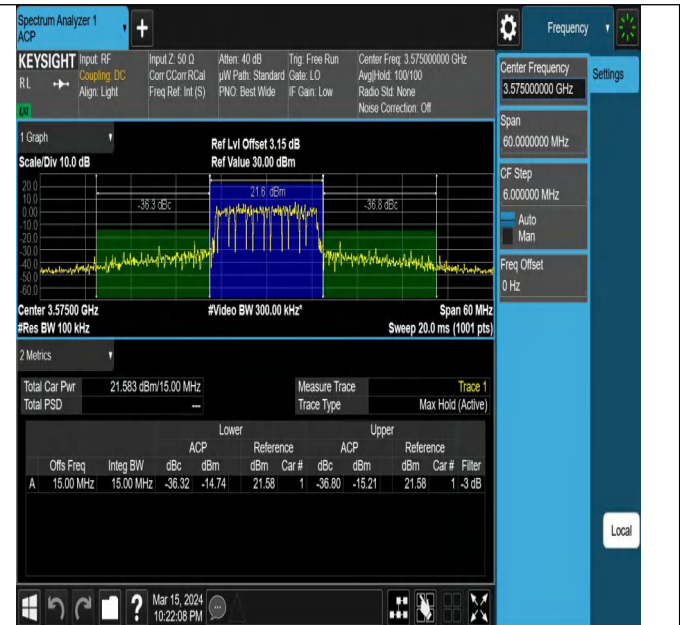 Spectrum Analyzer 1
ACP
Frequency
KEYSIGHT
RL
Input: RF
Coupling: DC
Align: Light
Input Z: 50 Ω
Corr CCorr RCal
Freq Ref: Int (S)
Atten: 40 dB
µW Path: Standard
PNO: Best Wide
Trig: Free Run
Gate: LO
IF Gain: Low
Center Freq: 3.575000000 GHz
Avg|Hold: 100/100
Radio Std: None
Noise Correction: Off
Center Frequency
3.575000000 GHz
Settings
Span
60.0000000 MHz
CF Step
6.000000 MHz
Auto
Man
Freq Offset
0 Hz
1 Graph
Scale/Div 10.0 dB
Ref Lvl Offset 3.15 dB
Ref Value 30.00 dBm
20.0
10.0
0.00
-10.0
-20.0
-30.0
-40.0
-50.0
-60.0
-36.3 dBc
21.6 dBm
-36.8 dBc
Center 3.57500 GHz
#Video BW 300.00 kHz*
Span 60 MHz
#Res BW 100 kHz
Sweep 20.0 ms (1001 pts)
2 Metrics
Total Car Pwr 21.583 dBm/15.00 MHz
Total PSD ---
Measure Trace Trace 1
Trace Type Max Hold (Active)
Lower Upper
ACP Reference ACP Reference
Offs Freq Integ BW dBc dBm dBm Car # dBc dBm dBm Car # Filter
A 15.00 MHz 15.00 MHz -36.32 -14.74 21.58 1 -36.80 -15.21 21.58 1 -3 dB
Local
?
Mar 15, 2024
10:22:08 PM